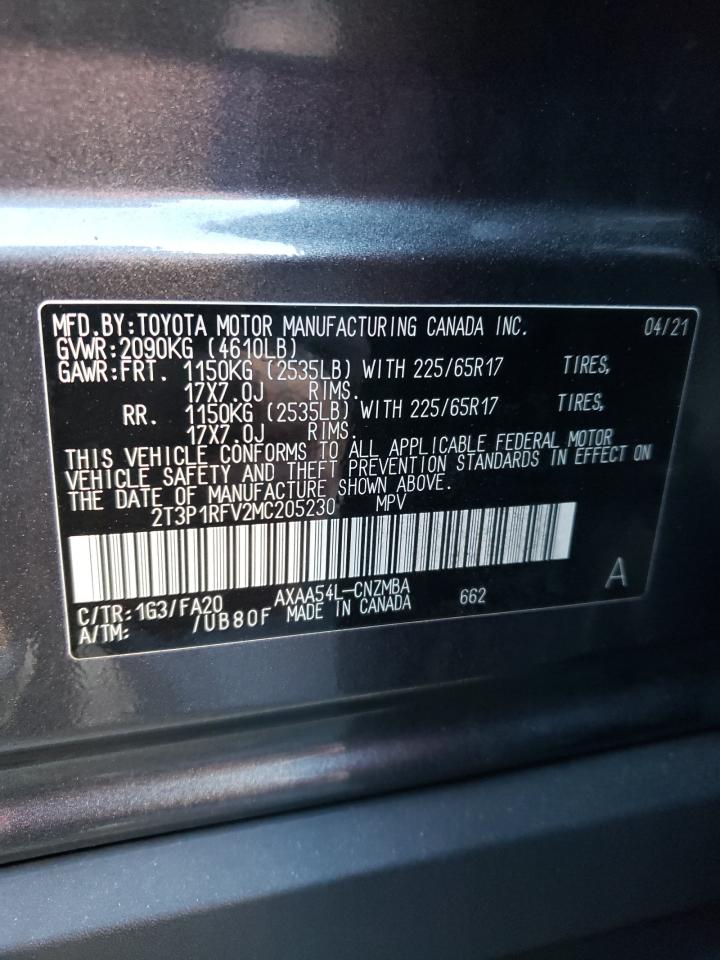 MFD.BY:TOYOTA MOTOR MANUFACTURING CANADA INC. 04/21
GVWR:2090KG (4610LB)
GAWR:FRT. 1150KG (2535LB) WITH 225/65R17 TIRES,
17X7.0J RIMS.
RR. 1150KG (2535LB) WITH 225/65R17 TIRES,
17X7.0J RIMS.
THIS VEHICLE CONFORMS TO ALL APPLICABLE FEDERAL MOTOR
VEHICLE SAFETY AND THEFT PREVENTION STANDARDS IN EFFECT ON
THE DATE OF MANUFACTURE SHOWN ABOVE.
2T3P1RFV2MC205230 MPV
A
C/TR:1G3/FA20 AXAA54L-CNZMBA 662
A/TM: /UB80F MADE IN CANADA